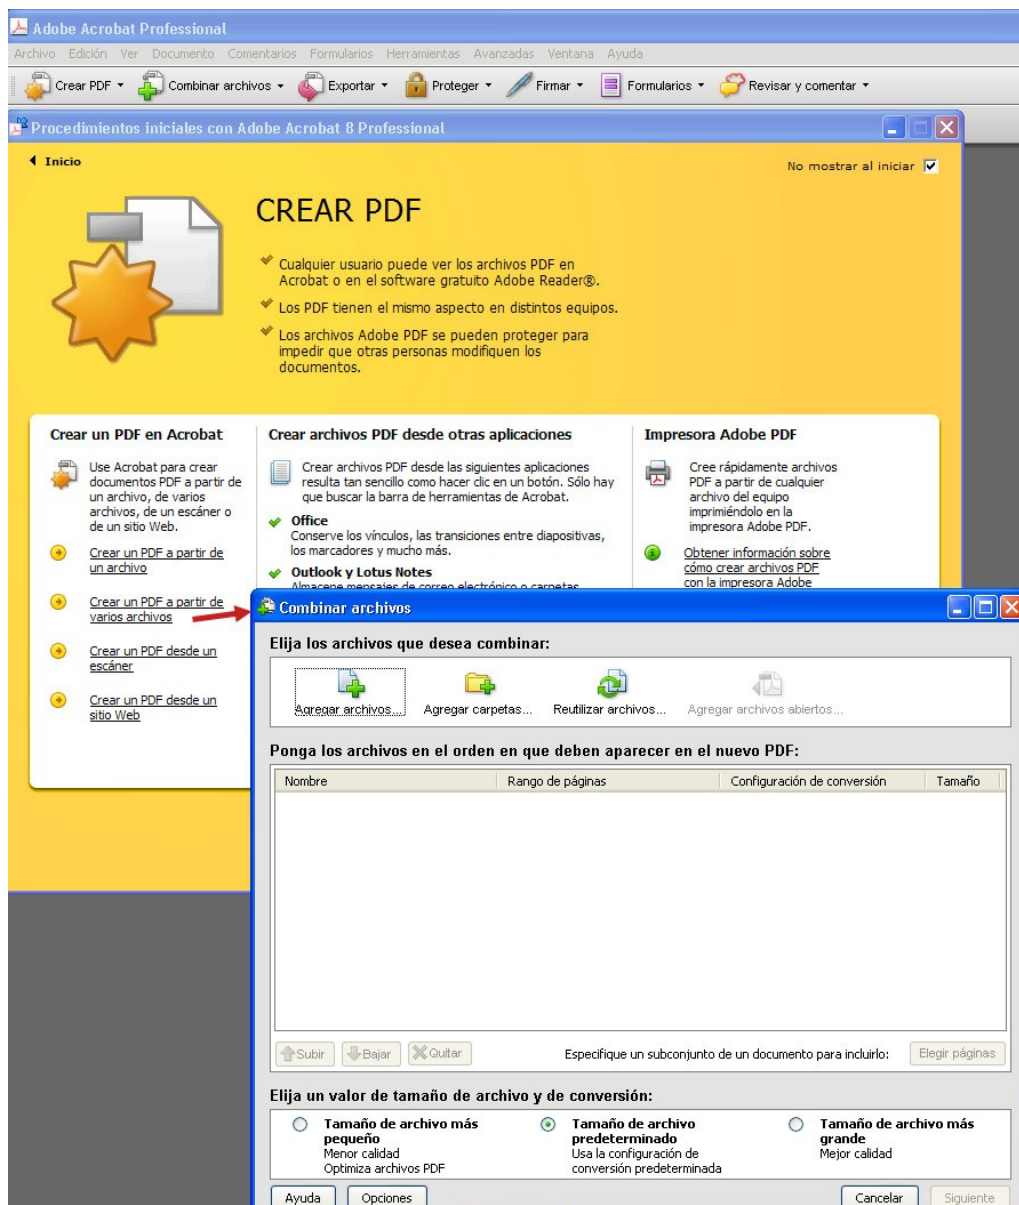 Adobe Acrobat Professional
Archivo Edición Ver Documento Comentarios Formularios Herramientas Avanzadas Ventana Ayuda
Crear PDF Combinar archivos Exportar Proteger Firmar Formularios Revisar y comentar
Procedimientos iniciales con Adobe Acrobat 8 Professional
Inicio
No mostrar al iniciar
CREAR PDF
Cualquier usuario puede ver los archivos PDF en
Acrobat o en el software gratuito Adobe Reader®.
Los PDF tienen el mismo aspecto en distintos equipos.
Los archivos Adobe PDF se pueden proteger para
impedir que otras personas modifiquen los
documentos.
Crear un PDF en Acrobat
Use Acrobat para crear
documentos PDF a partir de
un archivo, de varios
archivos, de un escáner o
de un sitio Web.
Crear un PDF a partir de
un archivo
Crear un PDF a partir de
varios archivos
Crear un PDF desde un
escáner
Crear un PDF desde un
sitio Web
Crear archivos PDF desde otras aplicaciones
Crear archivos PDF desde las siguientes aplicaciones
resulta tan sencillo como hacer clic en un botón. Sólo hay
que buscar la barra de herramientas de Acrobat.
Office
Conserve los vínculos, las transiciones entre diapositivas,
los marcadores y mucho más.
Outlook y Lotus Notes
Almacene mensajes de correo electrónico o carpetas
Impresora Adobe PDF
Cree rápidamente archivos
PDF a partir de cualquier
archivo del equipo
imprimiéndolo en la
impresora Adobe PDF.
Obtener información sobre
cómo crear archivos PDF
con la impresora Adobe
Combinar archivos
Elija los archivos que desea combinar:
Agregar archivos... Agregar carpetas... Reutilizar archivos... Agregar archivos abiertos...
Ponga los archivos en el orden en que deben aparecer en el nuevo PDF:
Nombre Rango de páginas Configuración de conversión Tamaño
Subir Bajar Quitar Especifique un subconjunto de un documento para incluirlo: Elegir páginas
Elija un valor de tamaño de archivo y de conversión:
Tamaño de archivo más
pequeño
Menor calidad
Optimiza archivos PDF
Tamaño de archivo
predeterminado
Usa la configuración de
conversión predeterminada
Tamaño de archivo más
grande
Mejor calidad
Ayuda Opciones Cancelar Siguiente